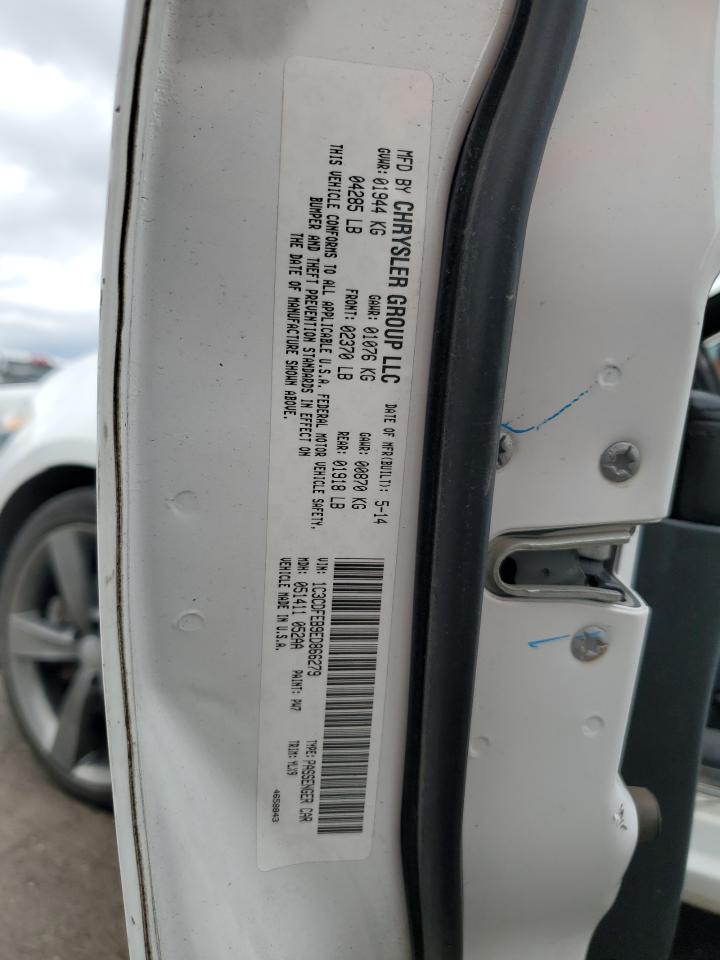 MFD BY CHRYSLER GROUP LLC DATE OF MFR(BUILT): 5-14
GVWR: 01944 KG GAWR: 01076 KG GAWR: 00870 KG
04285 LB FRONT: 02370 LB REAR: 01918 LB
THIS VEHICLE CONFORMS TO ALL APPLICABLE U.S.A. FEDERAL MOTOR VEHICLE SAFETY,
BUMPER AND THEFT PREVENTION STANDARDS IN EFFECT ON
THE DATE OF MANUFACTURE SHOWN ABOVE.
VIN: 1C3CDFEB9ED866279 TYPE: PASSENGER CAR
MDH: 051411 0529AA PAINT: PW7 TRIM: VLX9
VEHICLE MADE IN U.S.A. 4658843